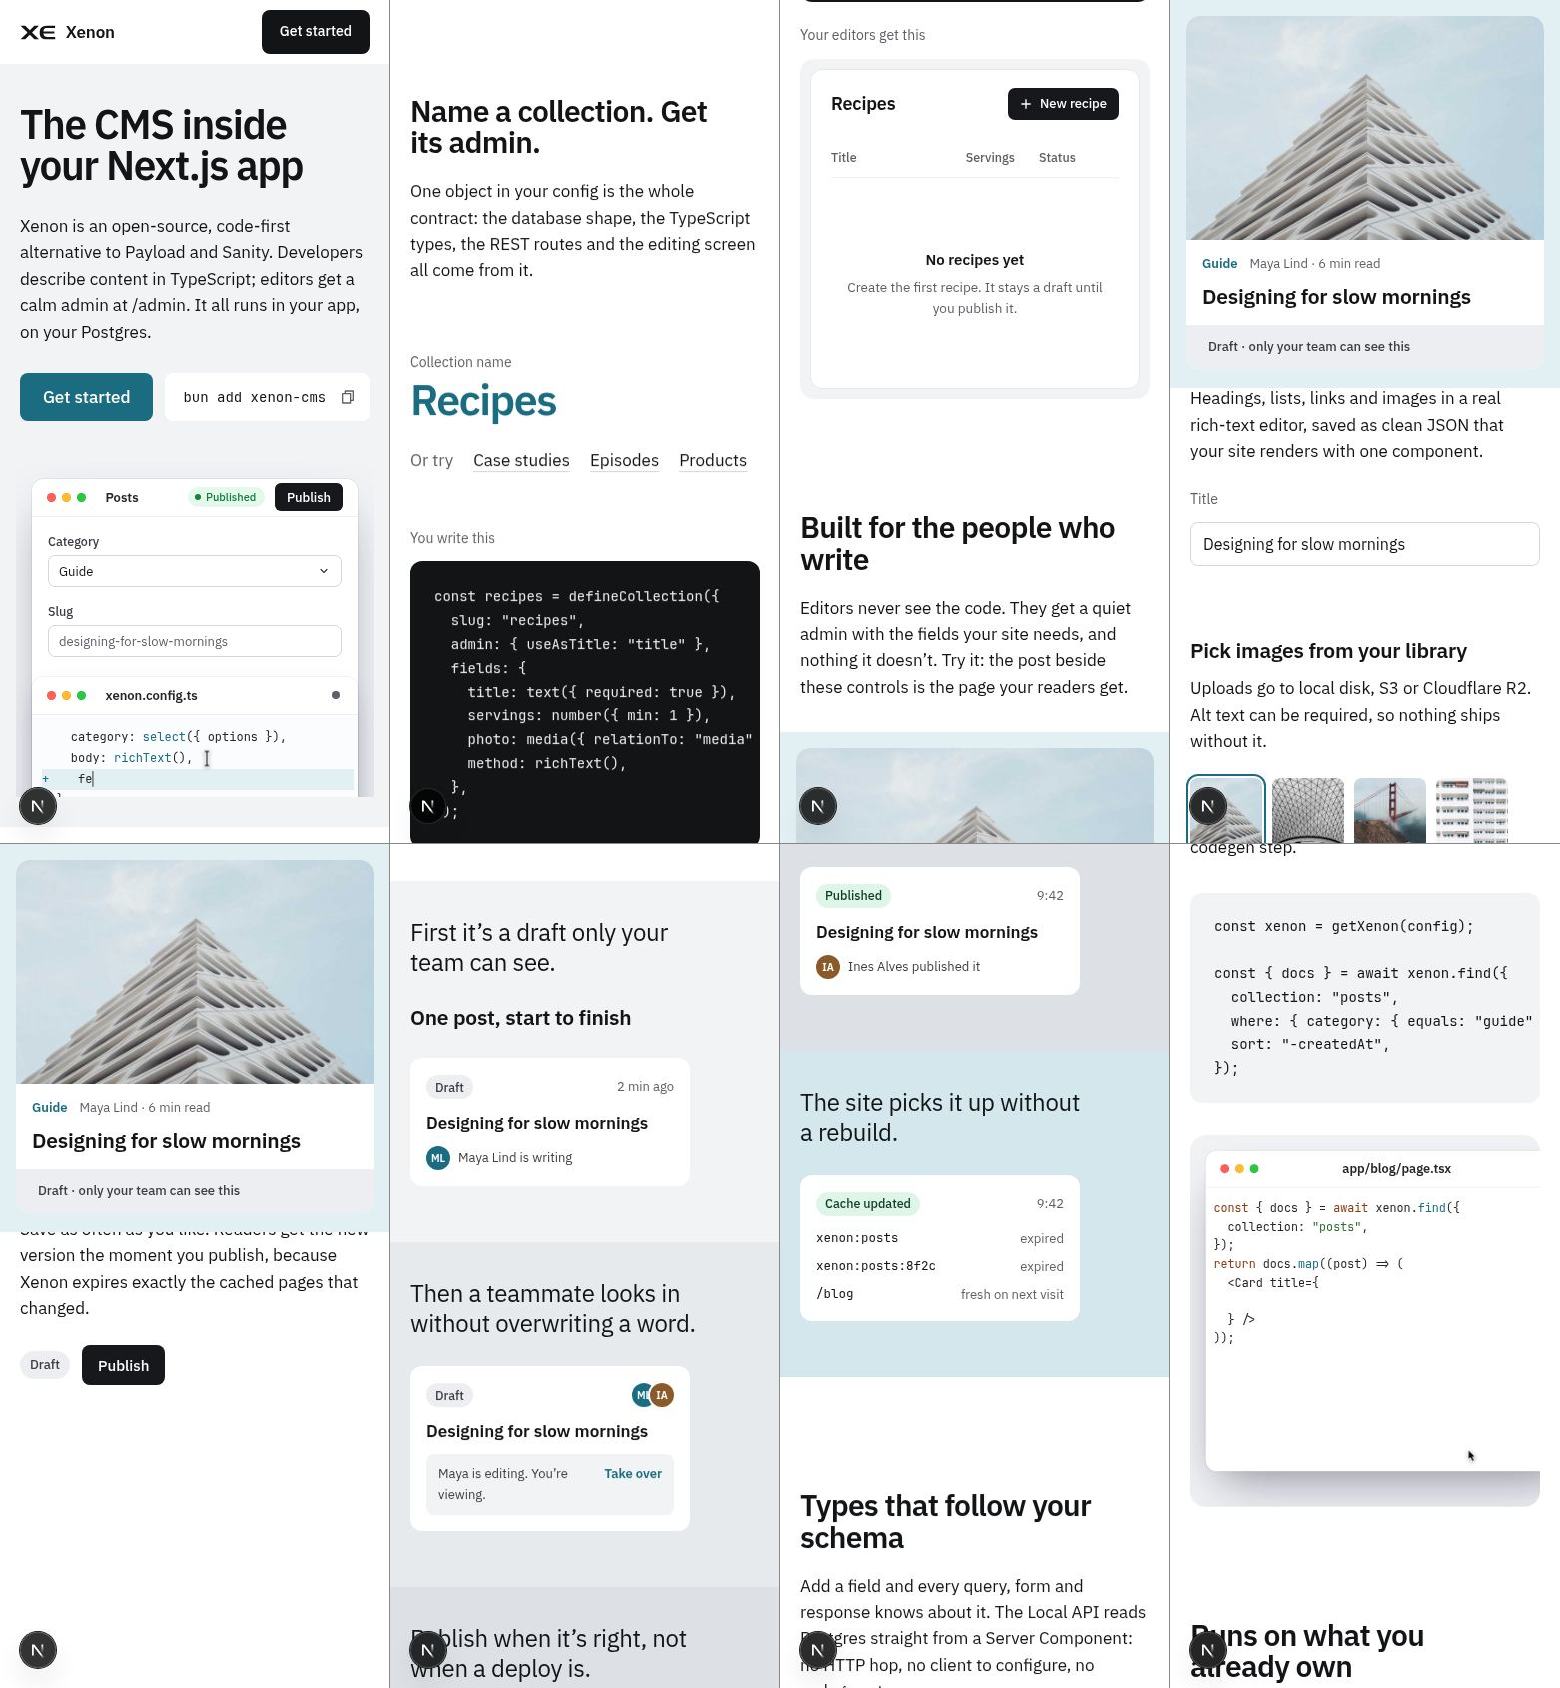 XE Xenon
Get started
The CMS inside
your Next.js app
Xenon is an open-source, code-first
alternative to Payload and Sanity. Developers
describe content in TypeScript; editors get a
calm admin at /admin. It all runs in your app,
on your Postgres.
Get started
bun add xenon-cms
Posts
Published
Publish
Category
Guide
Slug
designing-for-slow-mornings
xenon.config.ts
category: select({ options }),
body: richText(),
+ fe
N
Name a collection. Get
its admin.
One object in your config is the whole
contract: the database shape, the TypeScript
types, the REST routes and the editing screen
all come from it.
Collection name
Recipes
Or try Case studies Episodes Products
You write this
const recipes = defineCollection({
slug: "recipes",
admin: { useAsTitle: "title" },
fields: {
title: text({ required: true }),
servings: number({ min: 1 }),
photo: media({ relationTo: "media"
method: richText(),
},
);
N
Your editors get this
Recipes
+ New recipe
Title Servings Status
No recipes yet
Create the first recipe. It stays a draft until
you publish it.
Built for the people who
write
Editors never see the code. They get a quiet
admin with the fields your site needs, and
nothing it doesn’t. Try it: the post beside
these controls is the page your readers get.
N
Guide Maya Lind · 6 min read
Designing for slow mornings
Draft · only your team can see this
Headings, lists, links and images in a real
rich-text editor, saved as clean JSON that
your site renders with one component.
Title
Designing for slow mornings
Pick images from your library
Uploads go to local disk, S3 or Cloudflare R2.
Alt text can be required, so nothing ships
without it.
N
Guide Maya Lind · 6 min read
Designing for slow mornings
Draft · only your team can see this
Save as often as you like. Readers get the new
version the moment you publish, because
Xenon expires exactly the cached pages that
changed.
Draft
Publish
N
First it’s a draft only your
team can see.
One post, start to finish
Draft 2 min ago
Designing for slow mornings
ML Maya Lind is writing
Then a teammate looks in
without overwriting a word.
Draft ML IA
Designing for slow mornings
Maya is editing. You’re
viewing.
Take over
Publish when it’s right, not
when a deploy is.
N
Published 9:42
Designing for slow mornings
IA Ines Alves published it
The site picks it up without
a rebuild.
Cache updated 9:42
xenon:posts expired
xenon:posts:8f2c expired
/blog fresh on next visit
Types that follow your
schema
Add a field and every query, form and
response knows about it. The Local API reads
Postgres straight from a Server Component:
no HTTP hop, no client to configure, no
N
codegen step.
const xenon = getXenon(config);
const { docs } = await xenon.find({
collection: "posts",
where: { category: { equals: "guide"
sort: "-createdAt",
});
app/blog/page.tsx
const { docs } = await xenon.find({
collection: "posts",
});
return docs.map((post) => (
<Card title={
} />
));
Runs on what you
already own
N